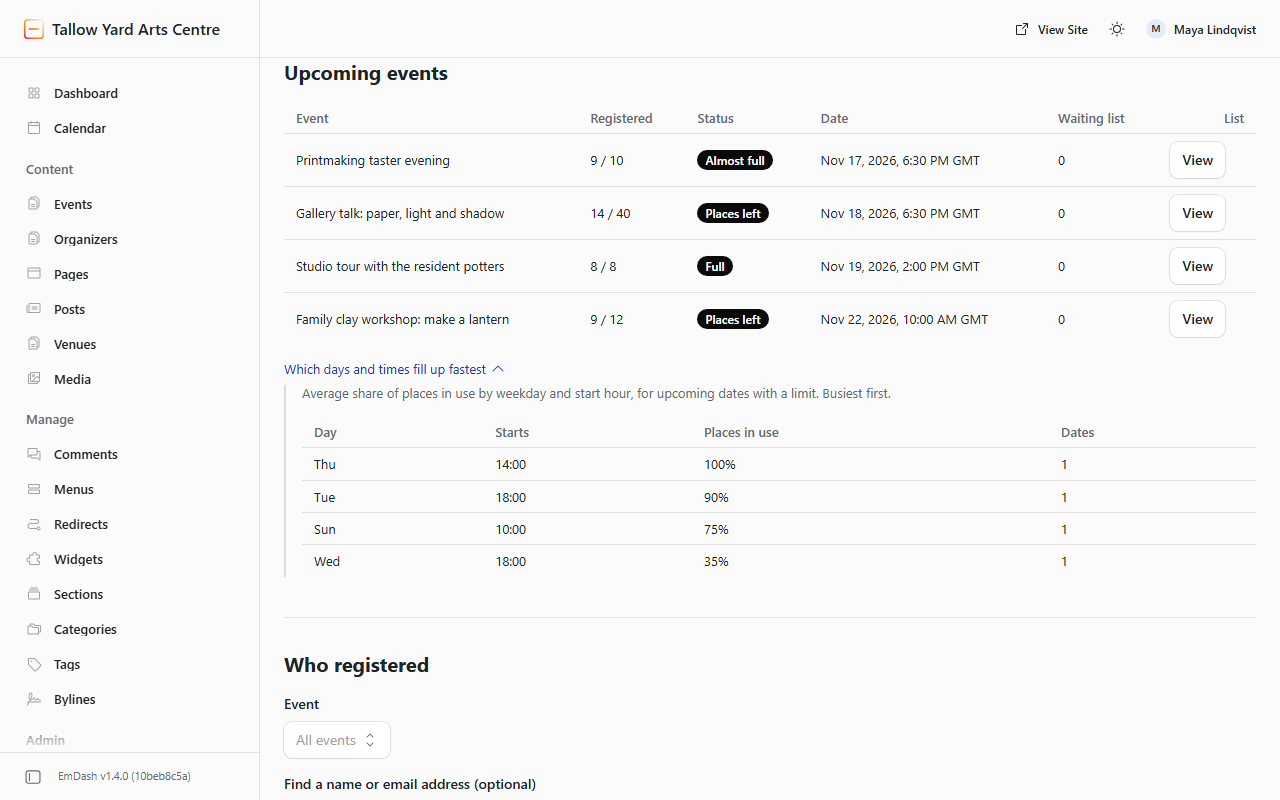 Tallow Yard Arts Centre
View Site
M Maya Lindqvist
Dashboard
Calendar
Content
Events
Organizers
Pages
Posts
Venues
Media
Manage
Comments
Menus
Redirects
Widgets
Sections
Categories
Tags
Bylines
Admin
EmDash v1.4.0 (10beb8c5a)
Upcoming events
Event Registered Status Date Waiting list List
Printmaking taster evening 9 / 10 Almost full Nov 17, 2026, 6:30 PM GMT 0 View
Gallery talk: paper, light and shadow 14 / 40 Places left Nov 18, 2026, 6:30 PM GMT 0 View
Studio tour with the resident potters 8 / 8 Full Nov 19, 2026, 2:00 PM GMT 0 View
Family clay workshop: make a lantern 9 / 12 Places left Nov 22, 2026, 10:00 AM GMT 0 View
Which days and times fill up fastest
Average share of places in use by weekday and start hour, for upcoming dates with a limit. Busiest first.
Day Starts Places in use Dates
Thu 14:00 100% 1
Tue 18:00 90% 1
Sun 10:00 75% 1
Wed 18:00 35% 1
Who registered
Event
All events
Find a name or email address (optional)